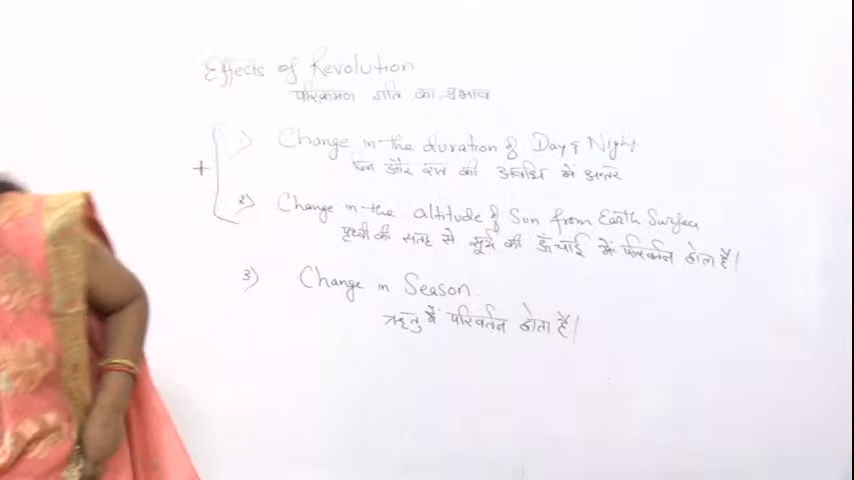 Effects of Revolution
परिक्रमण गति का प्रभाव
1) Change in the duration of Day & Night.
दिन और रात की अवधि में अन्तर
+
2) Change in the altitude of Sun from Earth Surface
पृथ्वी की सतह से सूर्य की ऊँचाई में परिवर्तन होता है।
3) Change in Season.
ऋतु में परिवर्तन होता है।